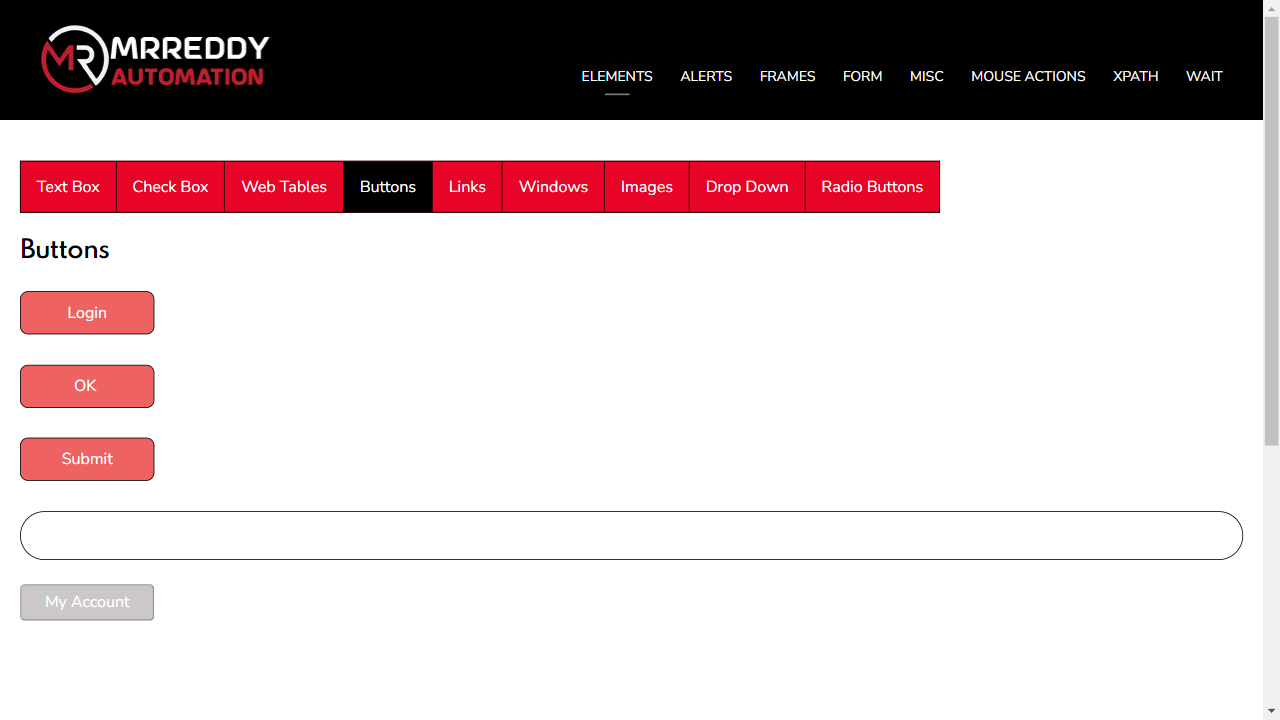 MR MRREDDY
AUTOMATION
ELEMENTS ALERTS FRAMES FORM MISC MOUSE ACTIONS XPATH WAIT
Text Box Check Box Web Tables Buttons Links Windows Images Drop Down Radio Buttons
Buttons
Login
OK
Submit
My Account